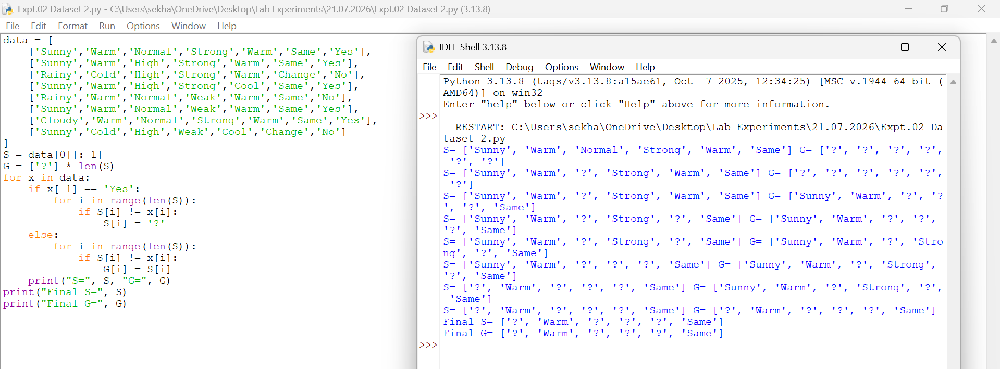 Expt.02 Dataset 2.py - C:\Users\sekha\OneDrive\Desktop\Lab Experiments\21.07.2026\Expt.02 Dataset 2.py (3.13.8)
File Edit Format Run Options Window Help
data = [
    ['Sunny','Warm','Normal','Strong','Warm','Same','Yes'],
    ['Sunny','Warm','High','Strong','Warm','Same','Yes'],
    ['Rainy','Cold','High','Strong','Warm','Change','No'],
    ['Sunny','Warm','High','Strong','Cool','Same','Yes'],
    ['Rainy','Warm','Normal','Weak','Warm','Same','No'],
    ['Sunny','Warm','Normal','Weak','Warm','Same','Yes'],
    ['Cloudy','Warm','Normal','Strong','Warm','Same','Yes'],
    ['Sunny','Cold','High','Weak','Cool','Change','No']
]
S = data[0][:-1]
G = ['?'] * len(S)
for x in data:
    if x[-1] == 'Yes':
        for i in range(len(S)):
            if S[i] != x[i]:
                S[i] = '?'
    else:
        for i in range(len(S)):
            if S[i] != x[i]:
                G[i] = S[i]
    print("S=", S, "G=", G)
print("Final S=", S)
print("Final G=", G)
IDLE Shell 3.13.8
File Edit Shell Debug Options Window Help
Python 3.13.8 (tags/v3.13.8:a15ae61, Oct  7 2025, 12:34:25) [MSC v.1944 64 bit (
AMD64)] on win32
Enter "help" below or click "Help" above for more information.
>>>
= RESTART: C:\Users\sekha\OneDrive\Desktop\Lab Experiments\21.07.2026\Expt.02 Da
taset 2.py
S= ['Sunny', 'Warm', 'Normal', 'Strong', 'Warm', 'Same'] G= ['?', '?', '?', '?',
 '?', '?']
S= ['Sunny', 'Warm', '?', 'Strong', 'Warm', 'Same'] G= ['?', '?', '?', '?', '?',
 '?']
S= ['Sunny', 'Warm', '?', 'Strong', 'Warm', 'Same'] G= ['Sunny', 'Warm', '?', '?
', '?', 'Same']
S= ['Sunny', 'Warm', '?', 'Strong', '?', 'Same'] G= ['Sunny', 'Warm', '?', '?',
'?', 'Same']
S= ['Sunny', 'Warm', '?', 'Strong', '?', 'Same'] G= ['Sunny', 'Warm', '?', 'Stro
ng', '?', 'Same']
S= ['Sunny', 'Warm', '?', '?', '?', 'Same'] G= ['Sunny', 'Warm', '?', 'Strong',
'?', 'Same']
S= ['?', 'Warm', '?', '?', '?', 'Same'] G= ['Sunny', 'Warm', '?', 'Strong', '?',
 'Same']
S= ['?', 'Warm', '?', '?', '?', 'Same'] G= ['?', 'Warm', '?', '?', '?', 'Same']
Final S= ['?', 'Warm', '?', '?', '?', 'Same']
Final G= ['?', 'Warm', '?', '?', '?', 'Same']
>>>